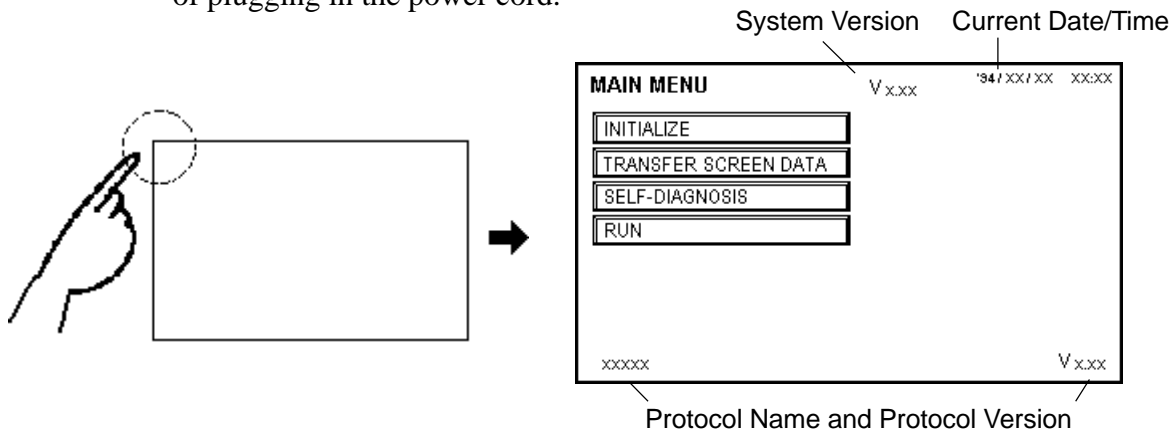 of plugging in the power cord.
System Version Current Date/Time
MAIN MENU V x.xx '94/XX/XX XX:XX
INITIALIZE
TRANSFER SCREEN DATA
SELF-DIAGNOSIS
RUN
xxxxx V x.xx
Protocol Name and Protocol Version